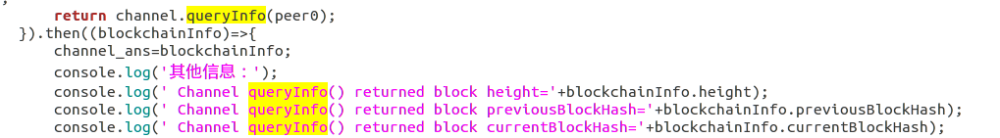 return channel.queryInfo(peer0);
}).then((blockchainInfo)=>{
channel_ans=blockchainInfo;
console.log('其他信息：');
console.log(' Channel queryInfo() returned block height='+blockchainInfo.height);
console.log(' Channel queryInfo() returned block previousBlockHash='+blockchainInfo.previousBlockHash);
console.log(' Channel queryInfo() returned block currentBlockHash='+blockchainInfo.currentBlockHash);